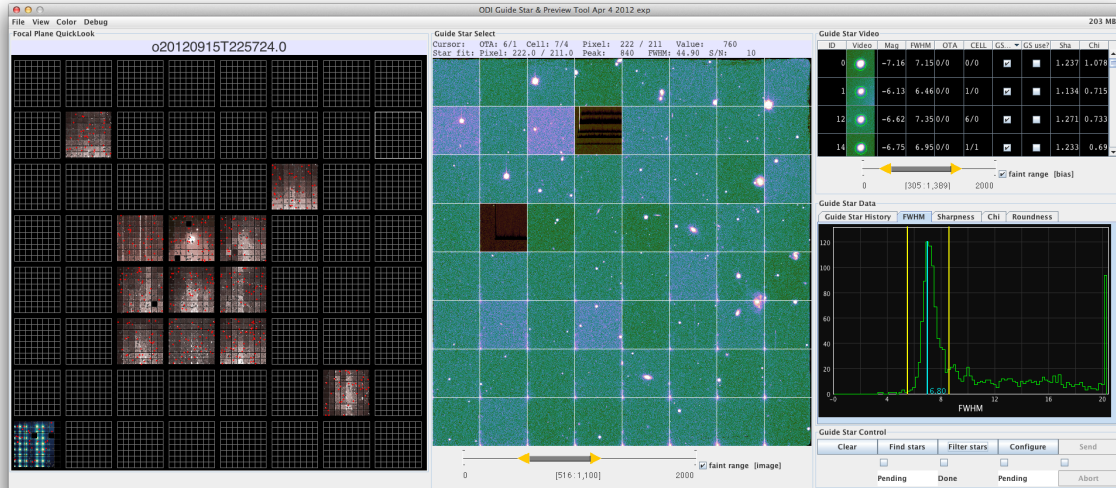 ODI Guide Star & Preview Tool Apr 4 2012 exp
File View Color Debug
203 MB
Focal Plane QuickLook
o20120915T225724.0
Guide Star Select
Cursor: OTA: 6/1 Cell: 7/4 Pixel: 222 / 211 Value: 760
Star fit: Pixel: 222.0 / 211.0 Peak: 840 FWHM: 44.90 S/N: 10
0 [516:1,100] 2000
faint range [image]
Guide Star Video
ID Video Mag FWHM OTA CELL GS... GS use? Sha Chi
0 -7.16 7.15 0/0 0/0 1.237 1.078
1 -6.13 6.46 0/0 1/0 1.134 0.715
12 -6.62 7.35 0/0 6/0 1.271 0.733
14 -6.75 6.95 0/0 1/1 1.233 0.69
faint range [bias]
0 [305:1,389] 2000
Guide Star Data
Guide Star History FWHM Sharpness Chi Roundness
120
100
80
60
40
20
0
6.80
-0 4 8 12 16 20
FWHM
Guide Star Control
Clear Find stars Filter stars Configure Send
Pending Done Pending Abort